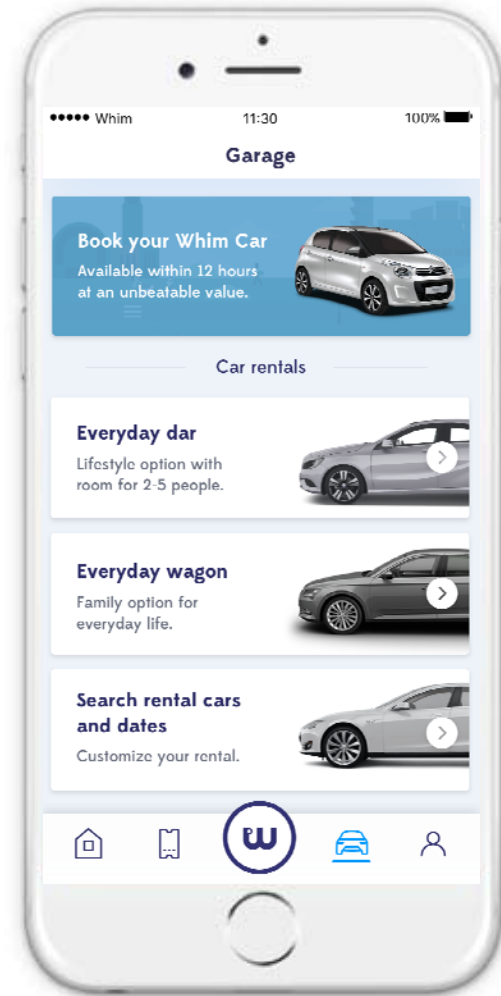 Whim 11:30 100%
Garage
Book your Whim Car
Available within 12 hours
at an unbeatable value.
Car rentals
Everyday dar
Lifestyle option with
room for 2-5 people.
Everyday wagon
Family option for
everyday life.
Search rental cars
and dates
Customize your rental.
w